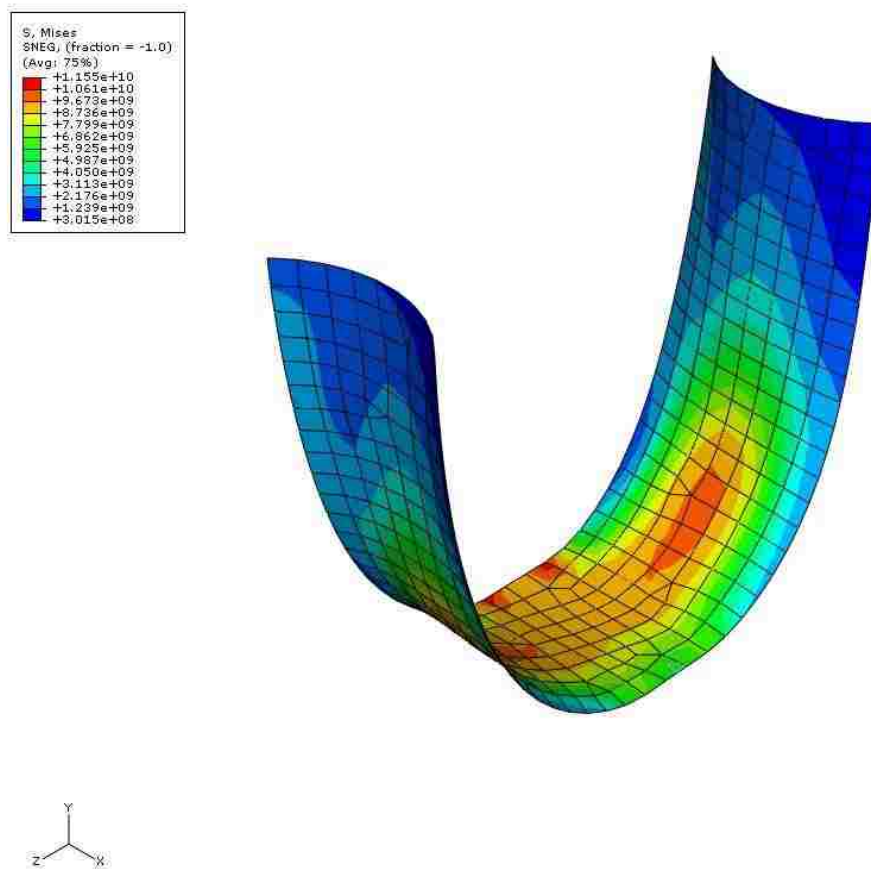 S, Mises
SNEG, (fraction = -1.0)
(Avg: 75%)
+1.155e+10
+1.061e+10
+9.673e+09
+8.736e+09
+7.799e+09
+6.862e+09
+5.925e+09
+4.987e+09
+4.050e+09
+3.113e+09
+2.176e+09
+1.239e+09
+3.015e+08
Y
Z X